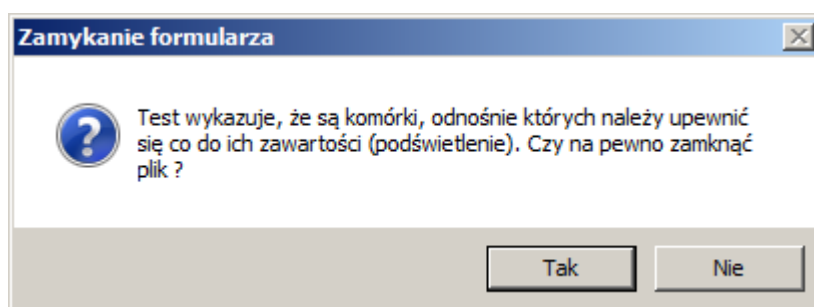 Zamykanie formularza
Test wykazuje, że są komórki, odnośnie których należy upewnić
się co do ich zawartości (podświetlenie). Czy na pewno zamknąć
plik ?
Tak Nie